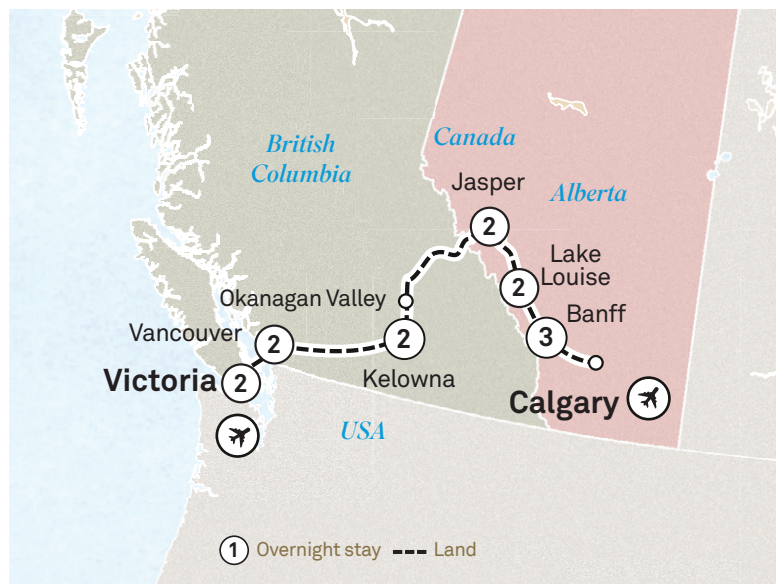 British
Columbia
Canada
Jasper
Alberta
2
Lake
Louise
2
Okanagan Valley
Banff
Vancouver
2
2
3
Kelowna
Victoria
2
Calgary
USA
1 Overnight stay Land